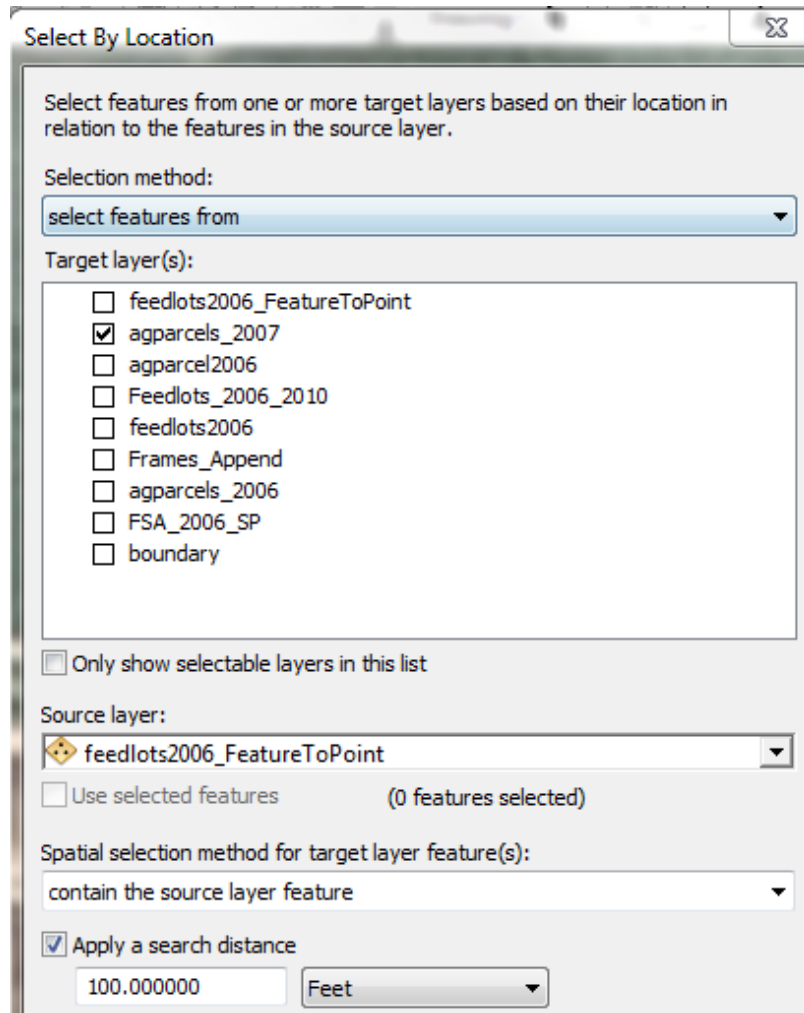 Select By Location
Select features from one or more target layers based on their location in
relation to the features in the source layer.
Selection method:
select features from
Target layer(s):
feedlots2006_FeatureToPoint
agparcels_2007
agparcel2006
Feedlots_2006_2010
feedlots2006
Frames_Append
agparcels_2006
FSA_2006_SP
boundary
Only show selectable layers in this list
Source layer:
feedlots2006_FeatureToPoint
Use selected features (0 features selected)
Spatial selection method for target layer feature(s):
contain the source layer feature
Apply a search distance
100.000000 Feet